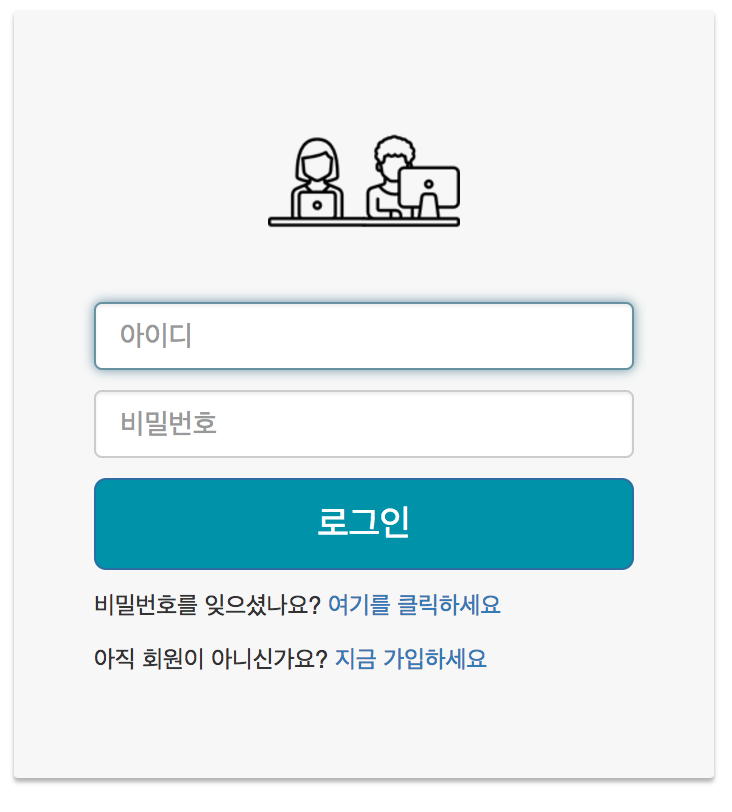 아이디
비밀번호
로그인
비밀번호를 잊으셨나요? 여기를 클릭하세요
아직 회원이 아니신가요? 지금 가입하세요